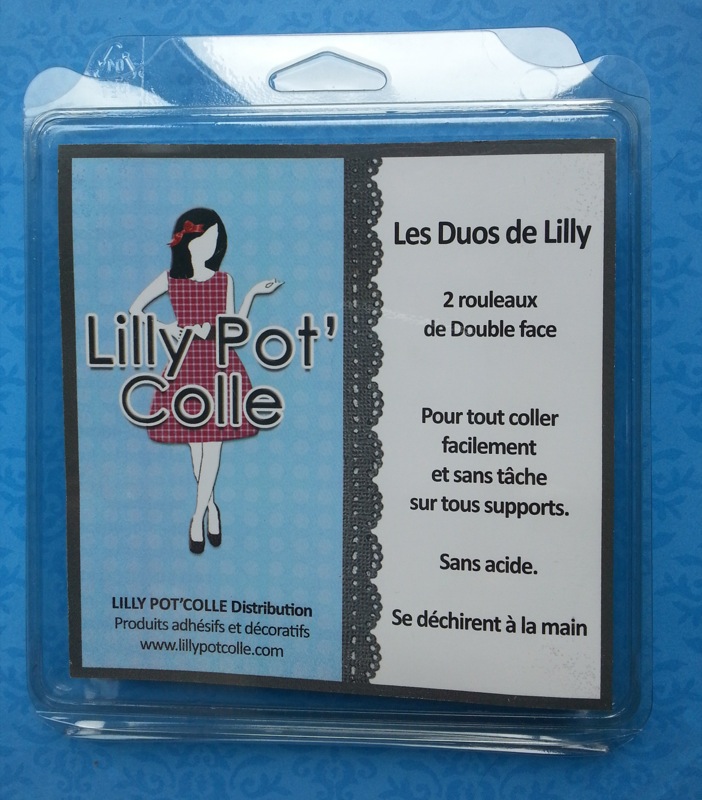 Lilly Pot'
Colle
LILLY POT'COLLE Distribution
Produits adhésifs et décoratifs
www.lillypotcolle.com
Les Duos de Lilly
2 rouleaux
de Double face
Pour tout coller
facilement
et sans tâche
sur tous supports.
Sans acide.
Se déchirent à la main